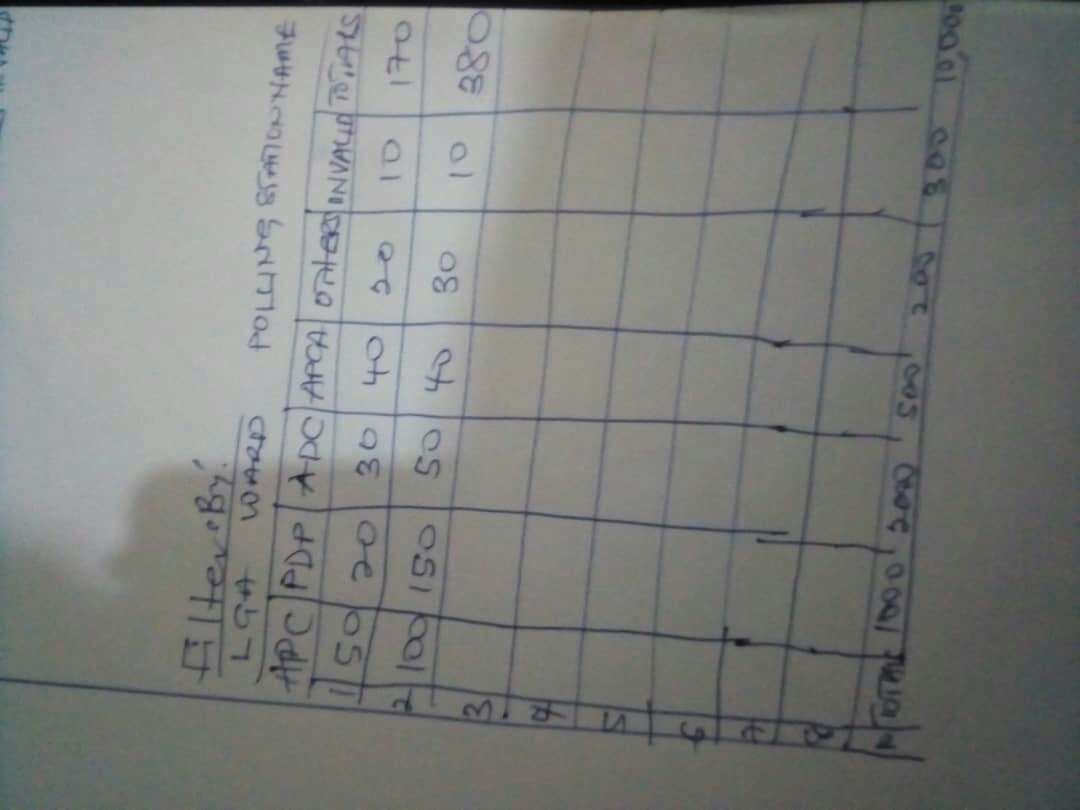 Filter By:
LGA WARD POLLING STATION NAME
APC PDP ADC APGA OTHERS INVALID TOTALS
1 50 20 30 40 20 10 170
2 100 150 50 40 30 10 380
3
4
5
6
7
8
N TOTAL 1000 2000 500 200 300 10,000